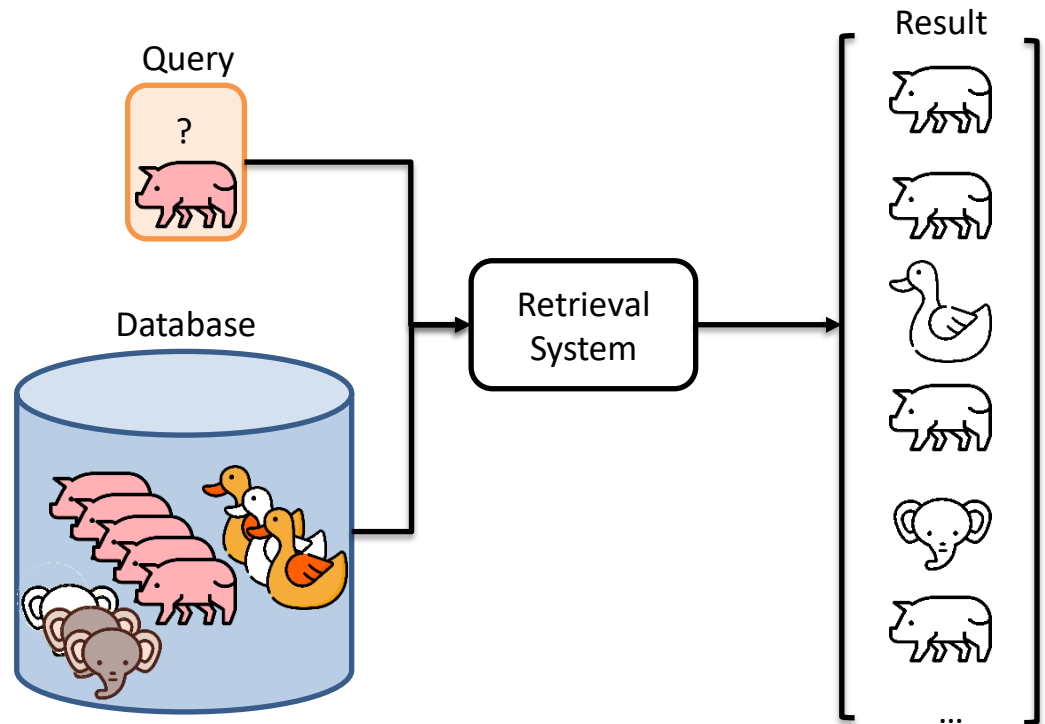 Query
?
Database
Retrieval
System
Result
...